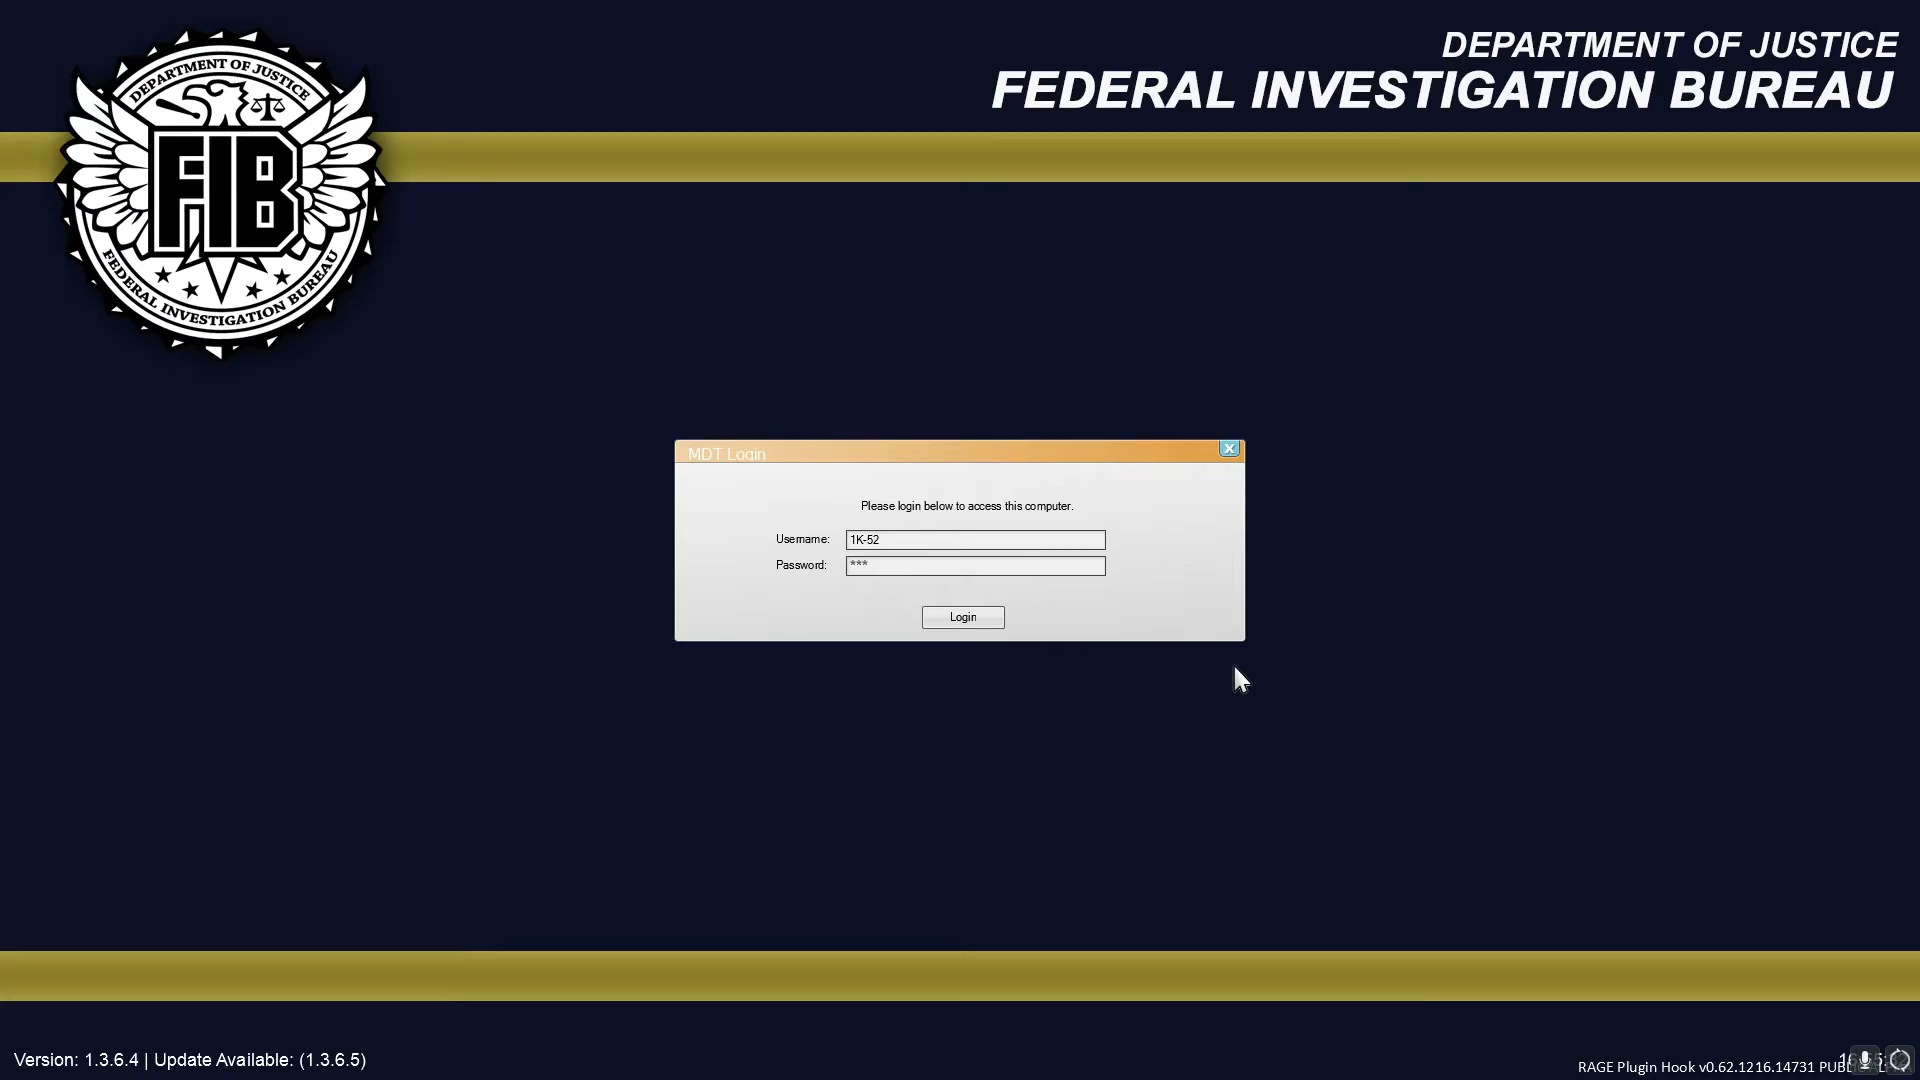 DEPARTMENT OF JUSTICE
FEDERAL INVESTIGATION BUREAU
DEPARTMENT OF JUSTICE
FIB
FEDERAL INVESTIGATION BUREAU
MDT Login
x
Please login below to access this computer.
Username: 1K-52
Password: ***
Login
Version: 1.3.6.4 | Update Available: (1.3.6.5)
RAGE Plugin Hook v0.62.1216.14731